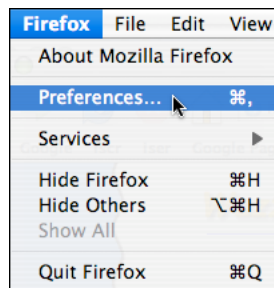 Firefox File Edit View
About Mozilla Firefox
Preferences... ⌘,
Services ▶
Hide Firefox ⌘H
Hide Others ⌥⌘H
Show All
Quit Firefox ⌘Q